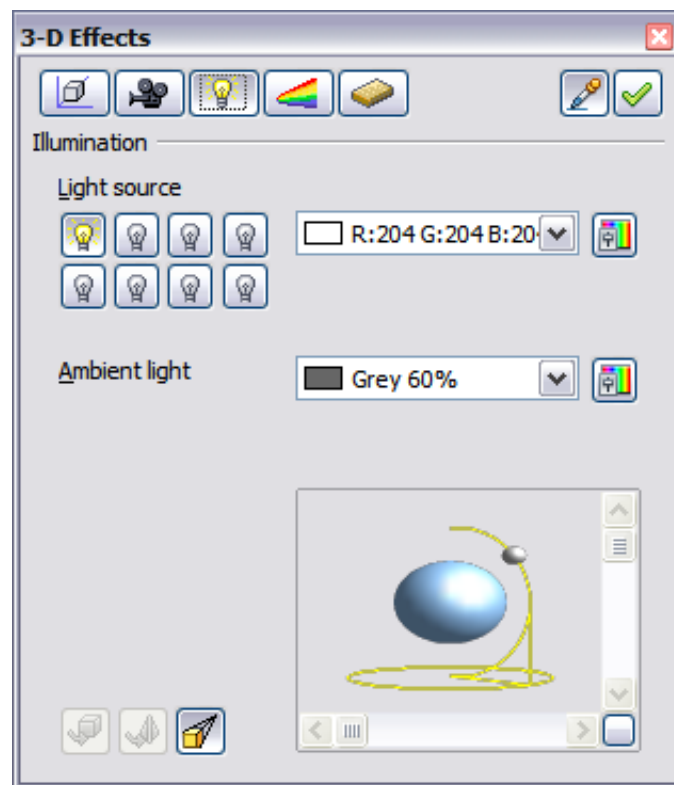 3-D Effects
Illumination
Light source
R:204 G:204 B:20
Ambient light
Grey 60%